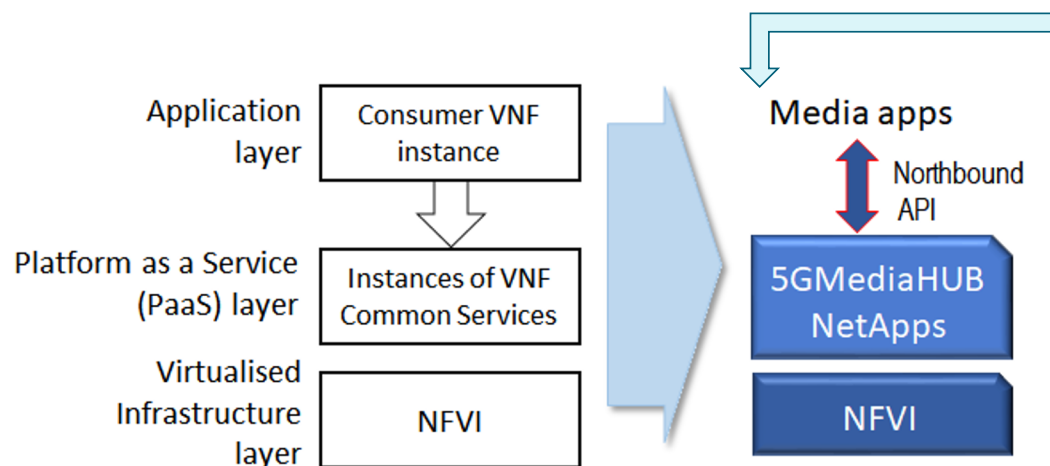 Application
layer
Consumer VNF
instance
Platform as a Service
(PaaS) layer
Instances of VNF
Common Services
Virtualised
Infrastructure
layer
NFVI
Media apps
Northbound
API
5GMediaHUB
NetApps
NFVI